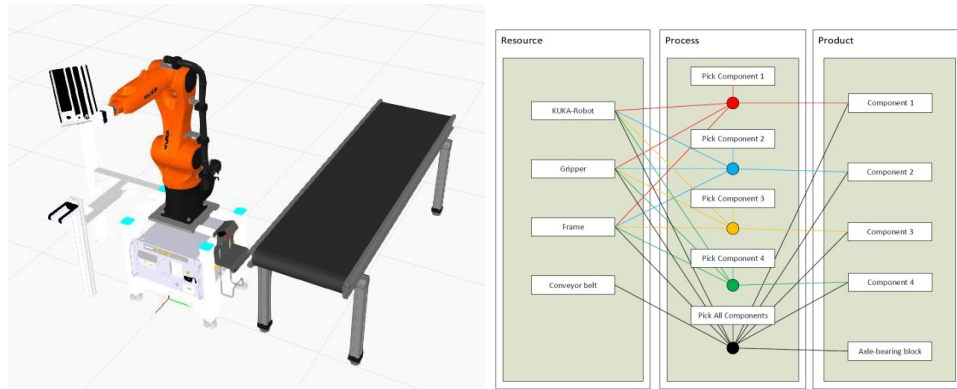 KUKA
Resource
Process
Product
Pick Component 1
KUKA-Robot
Component 1
Pick Component 2
Gripper
Component 2
Pick Component 3
Frame
Component 3
Pick Component 4
Conveyor belt
Component 4
Pick All Components
Axle-bearing block